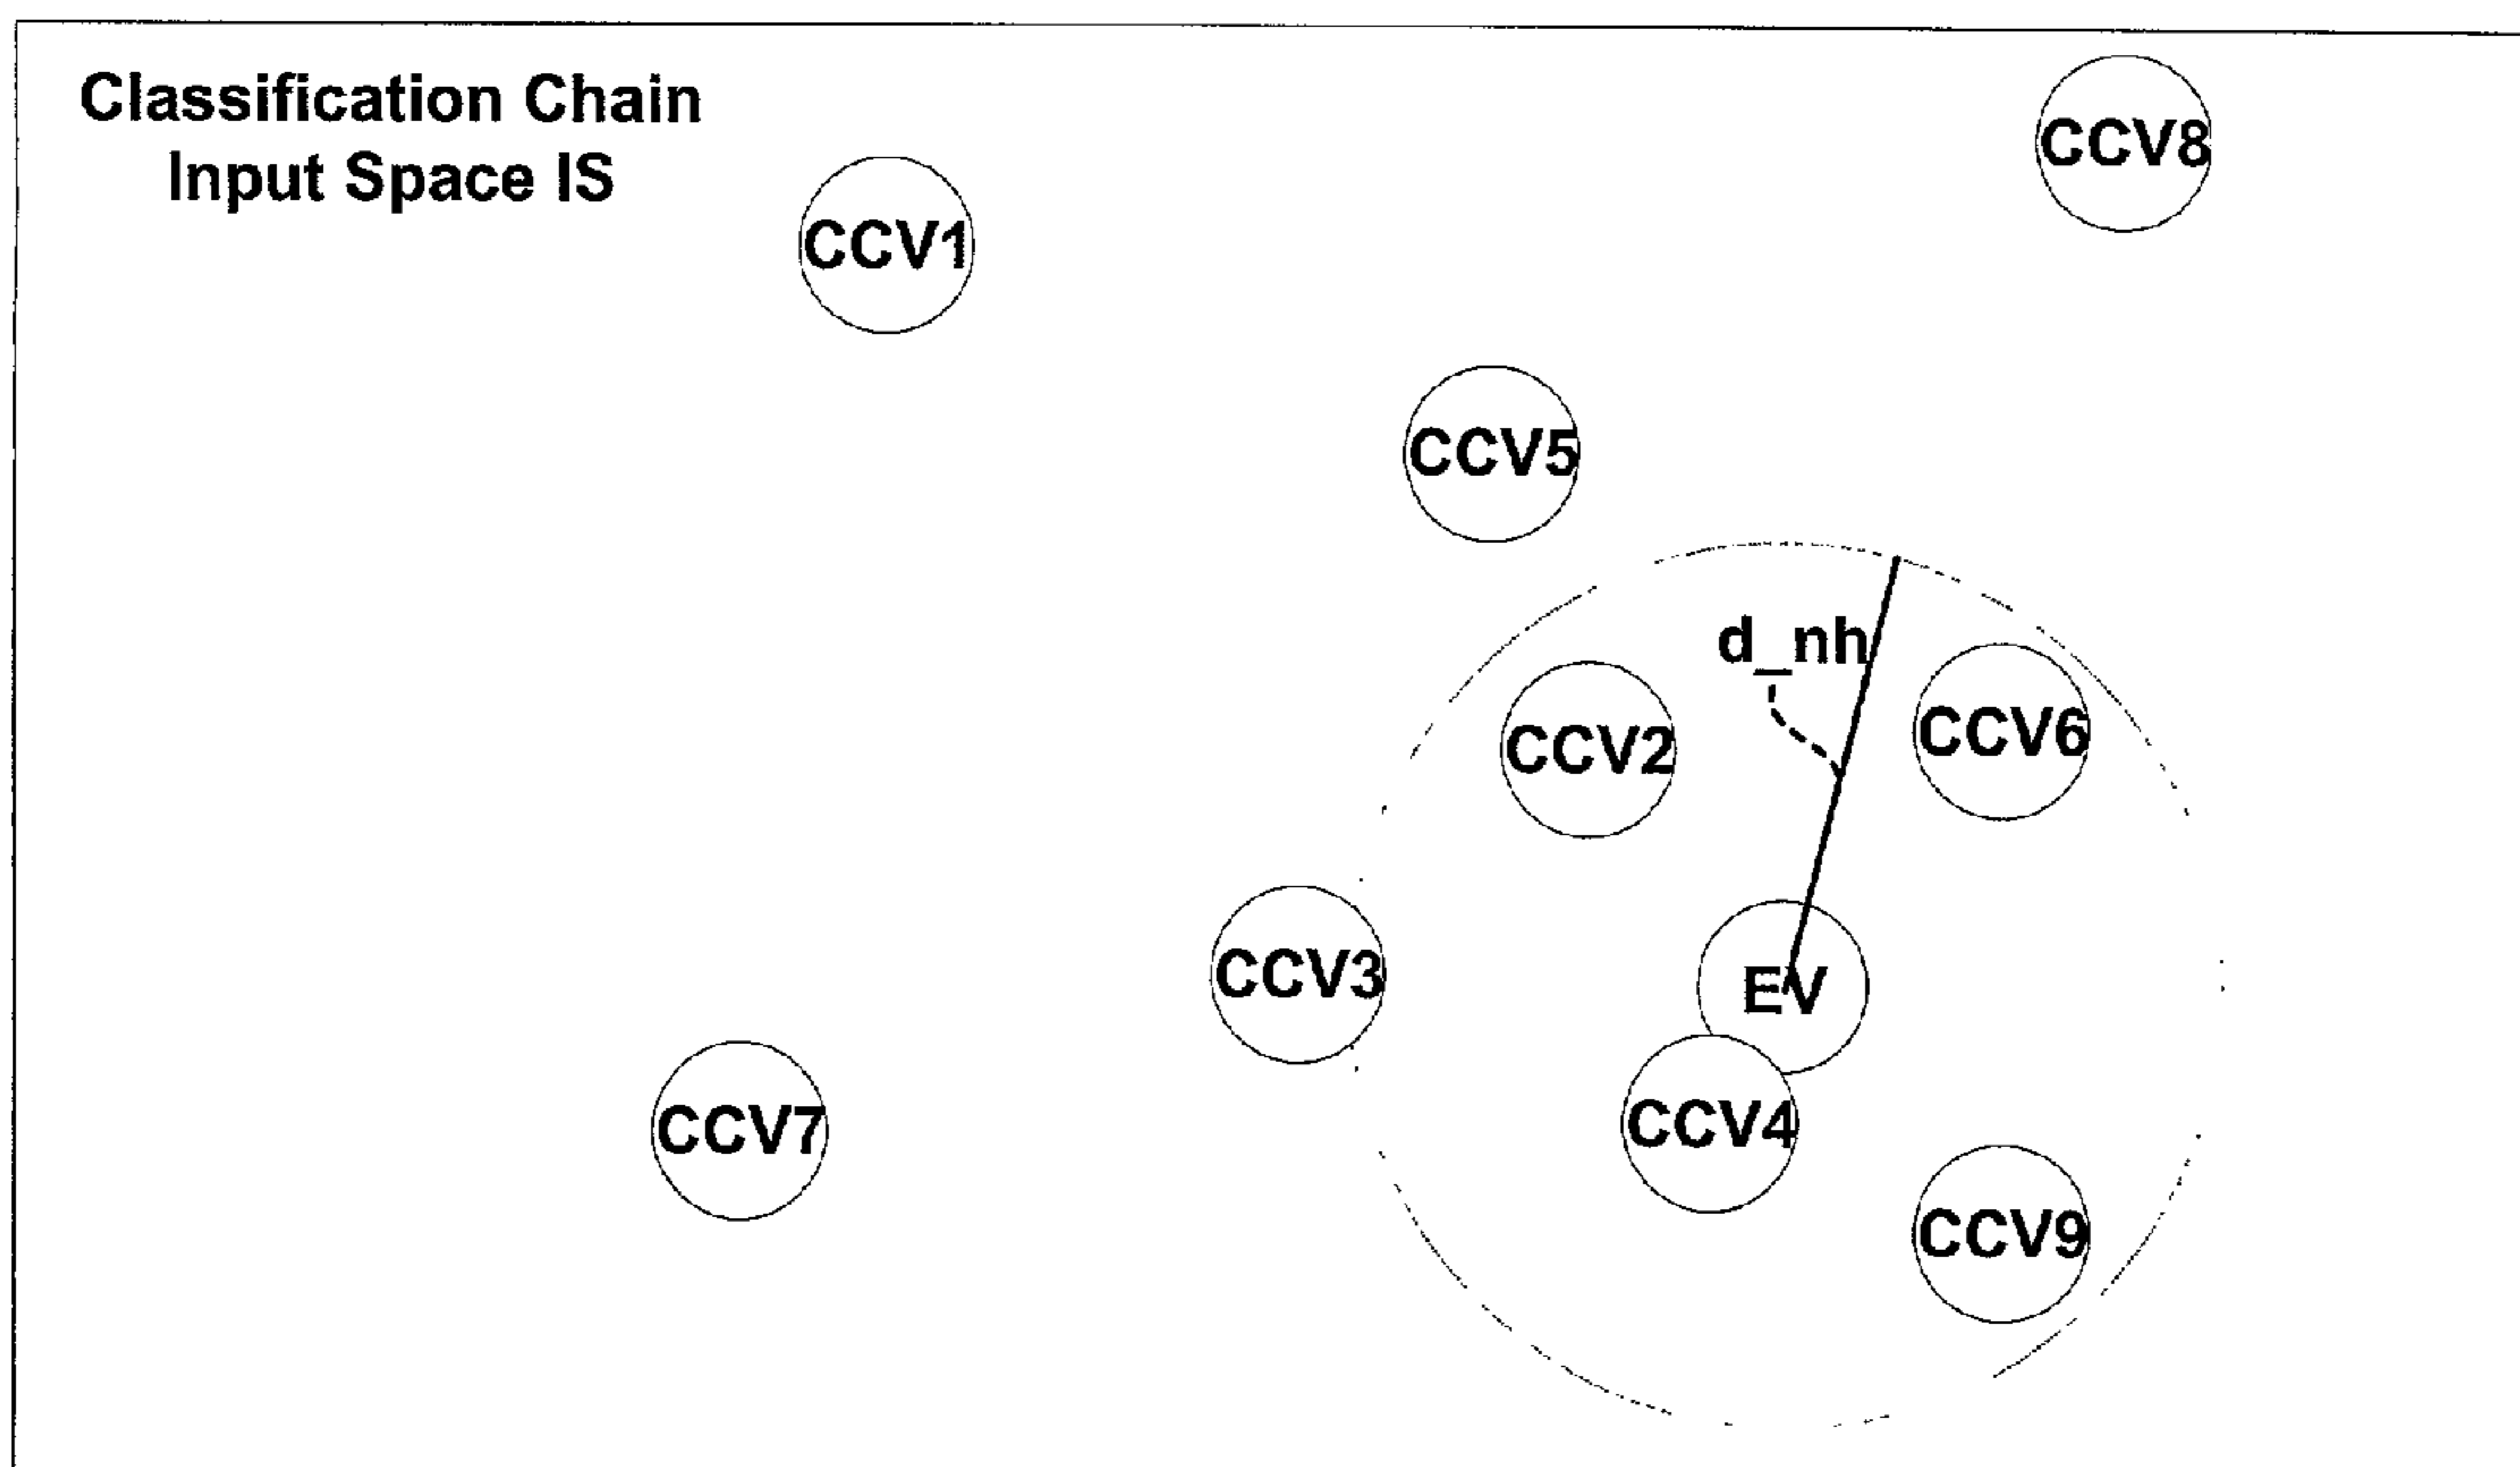 Classification Chain
Input Space IS
CCV8
CCV1
CCV5
d_nh
CCV2
CCV6
CCV3
EV
CCV4
CCV7
CCV9